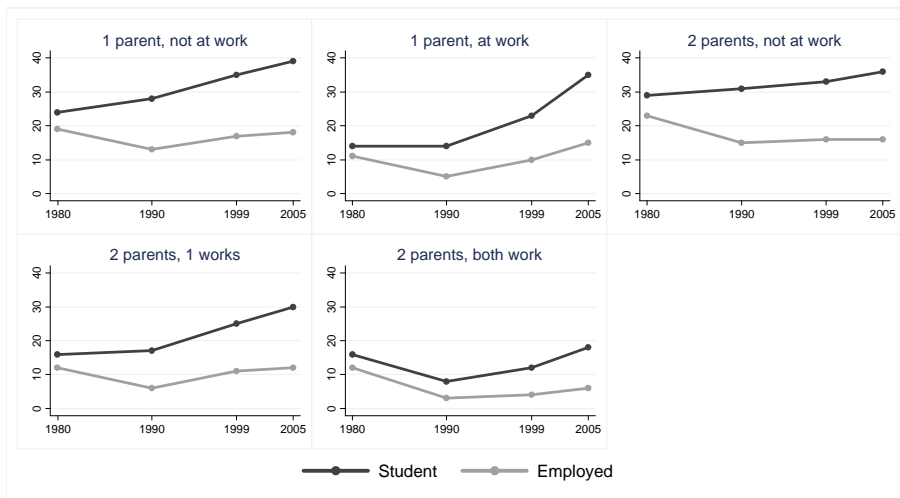 1 parent, not at work
1 parent, at work
2 parents, not at work
40
30
20
10
0
1980 1990 1999 2005
40
30
20
10
0
1980 1990 1999 2005
40
30
20
10
0
1980 1990 1999 2005
2 parents, 1 works
2 parents, both work
40
30
20
10
0
1980 1990 1999 2005
40
30
20
10
0
1980 1990 1999 2005
Student Employed